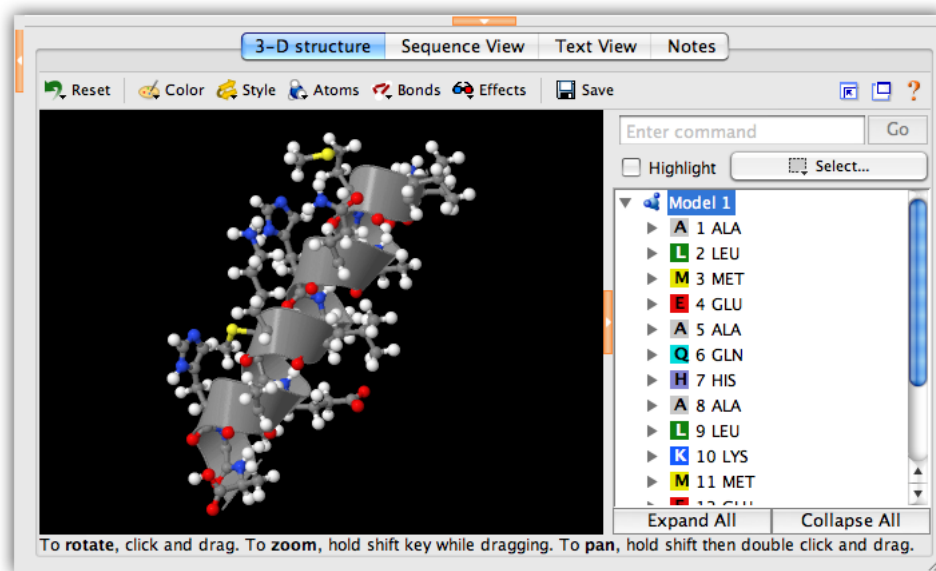 3-D structure Sequence View Text View Notes
Reset Color Style Atoms Bonds Effects Save ?
Enter command Go
Highlight Select...
Model 1
A 1 ALA
L 2 LEU
M 3 MET
E 4 GLU
A 5 ALA
Q 6 GLN
H 7 HIS
A 8 ALA
L 9 LEU
K 10 LYS
M 11 MET
E 12 GLU
Expand All Collapse All
To rotate, click and drag. To zoom, hold shift key while dragging. To pan, hold shift then double click and drag.